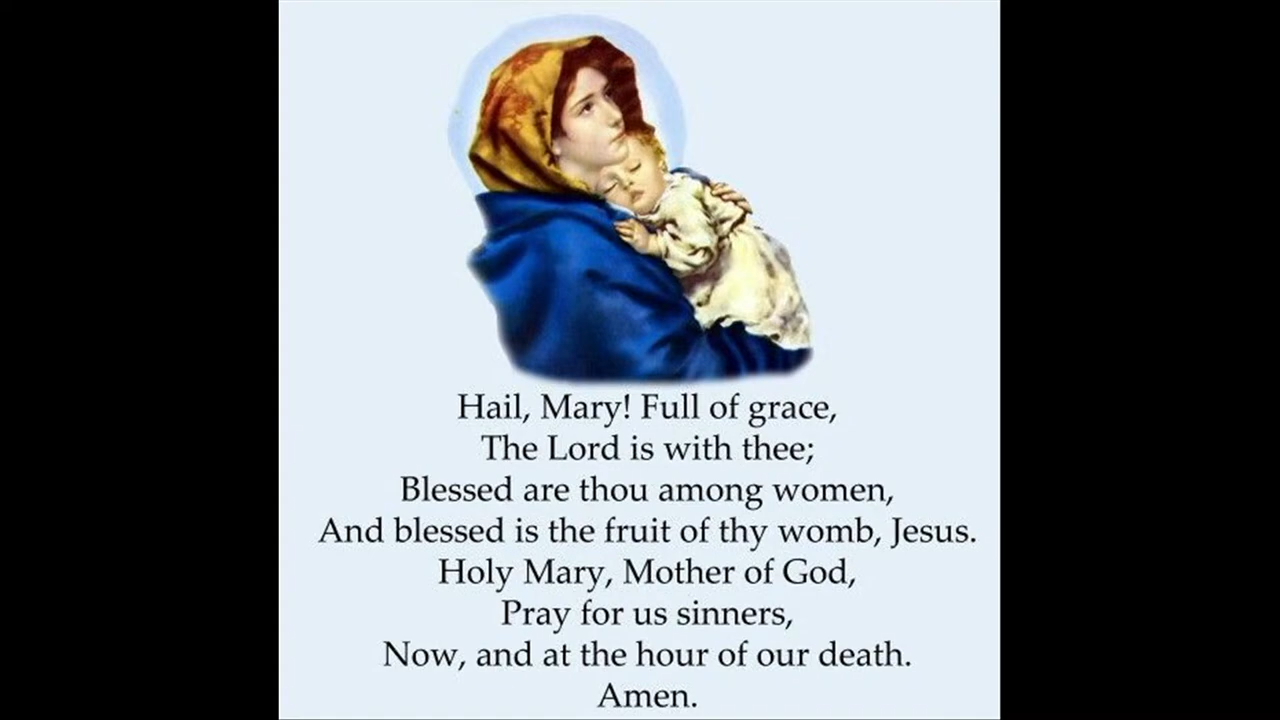 Hail, Mary! Full of grace,
The Lord is with thee;
Blessed are thou among women,
And blessed is the fruit of thy womb, Jesus.
Holy Mary, Mother of God,
Pray for us sinners,
Now, and at the hour of our death.
Amen.